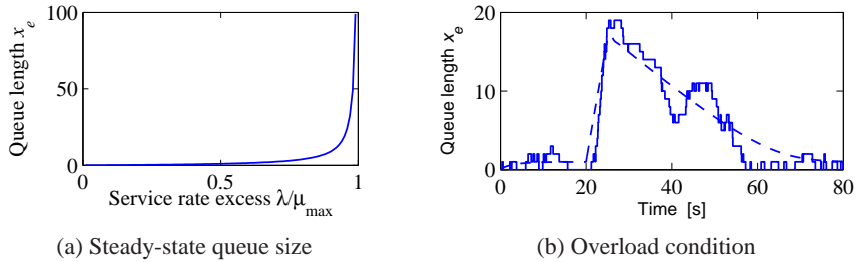 Queue length x_e
100
50
0
0
0.5
1
Service rate excess λ/μ_max
(a) Steady-state queue size
Queue length x_e
20
10
0
0
20
40
60
80
Time [s]
(b) Overload condition